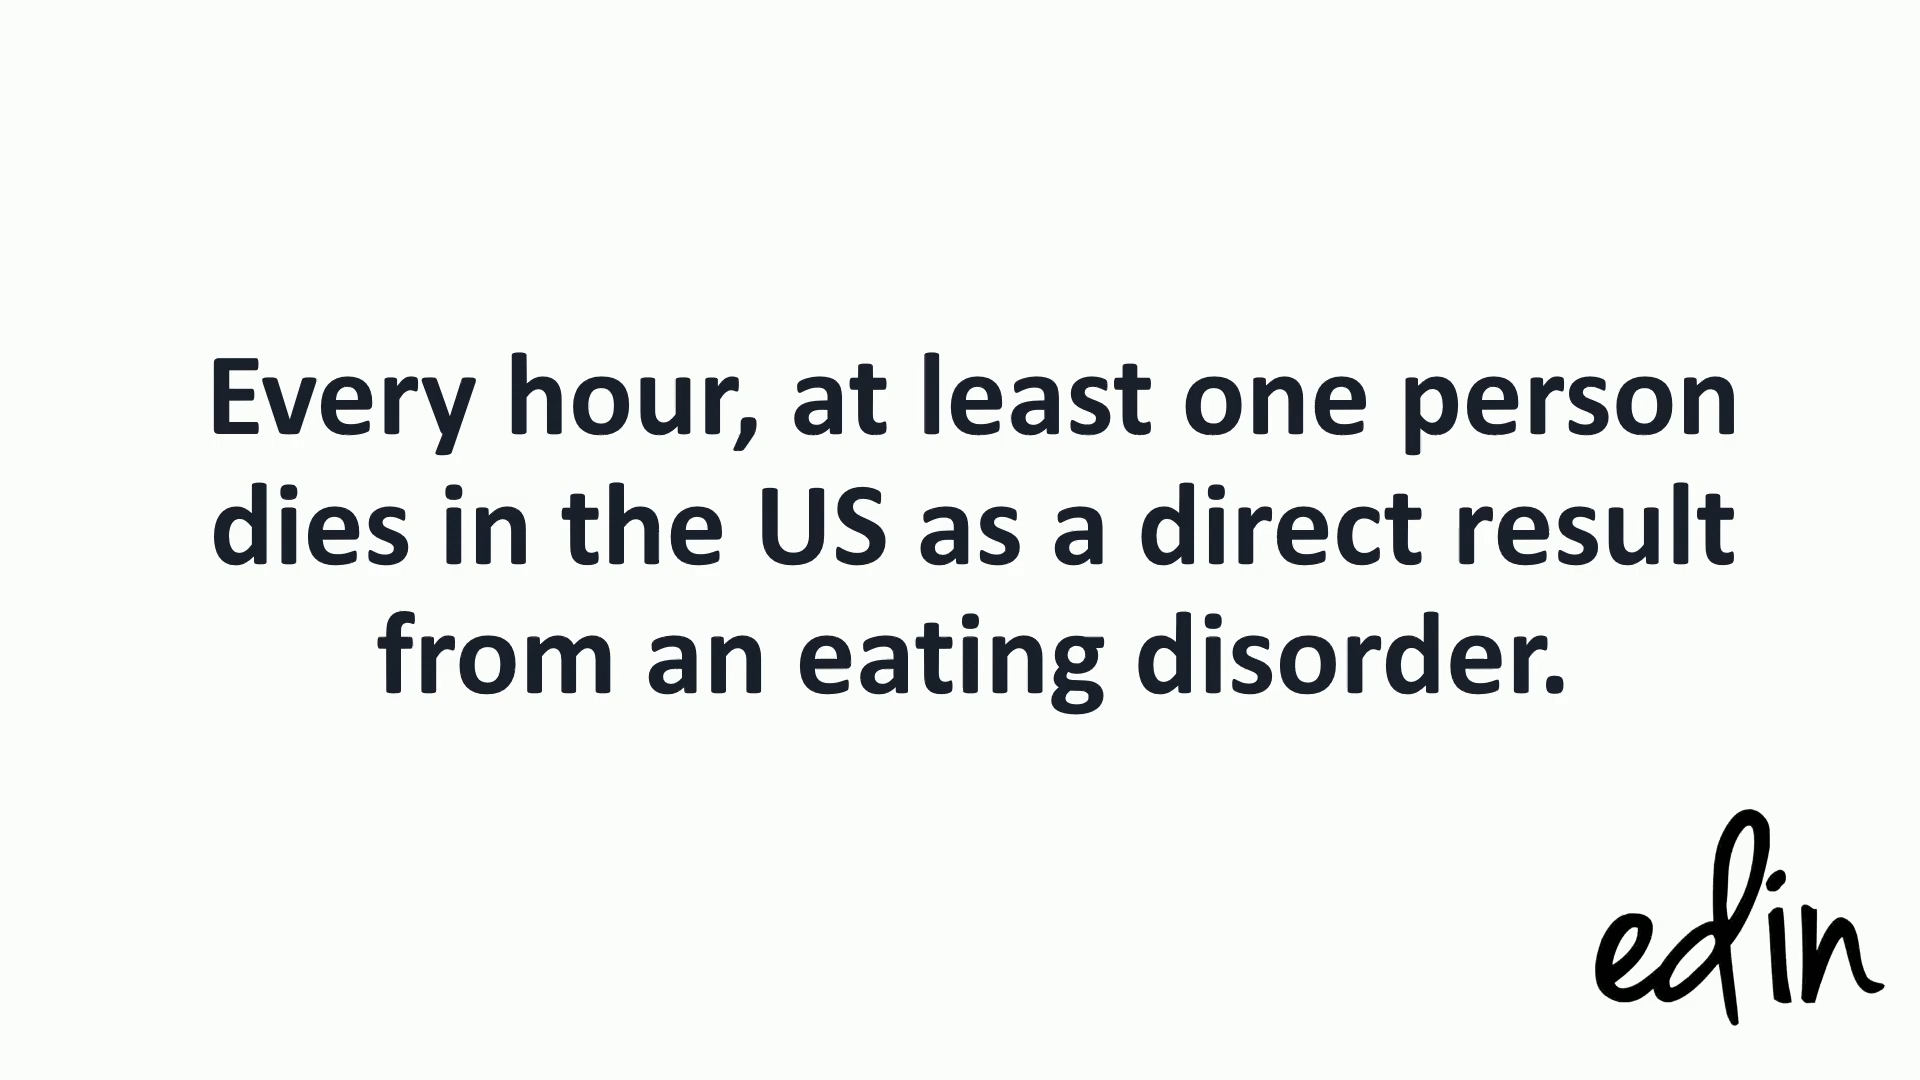 Every hour, at least one person
dies in the US as a direct result
from an eating disorder.
edin